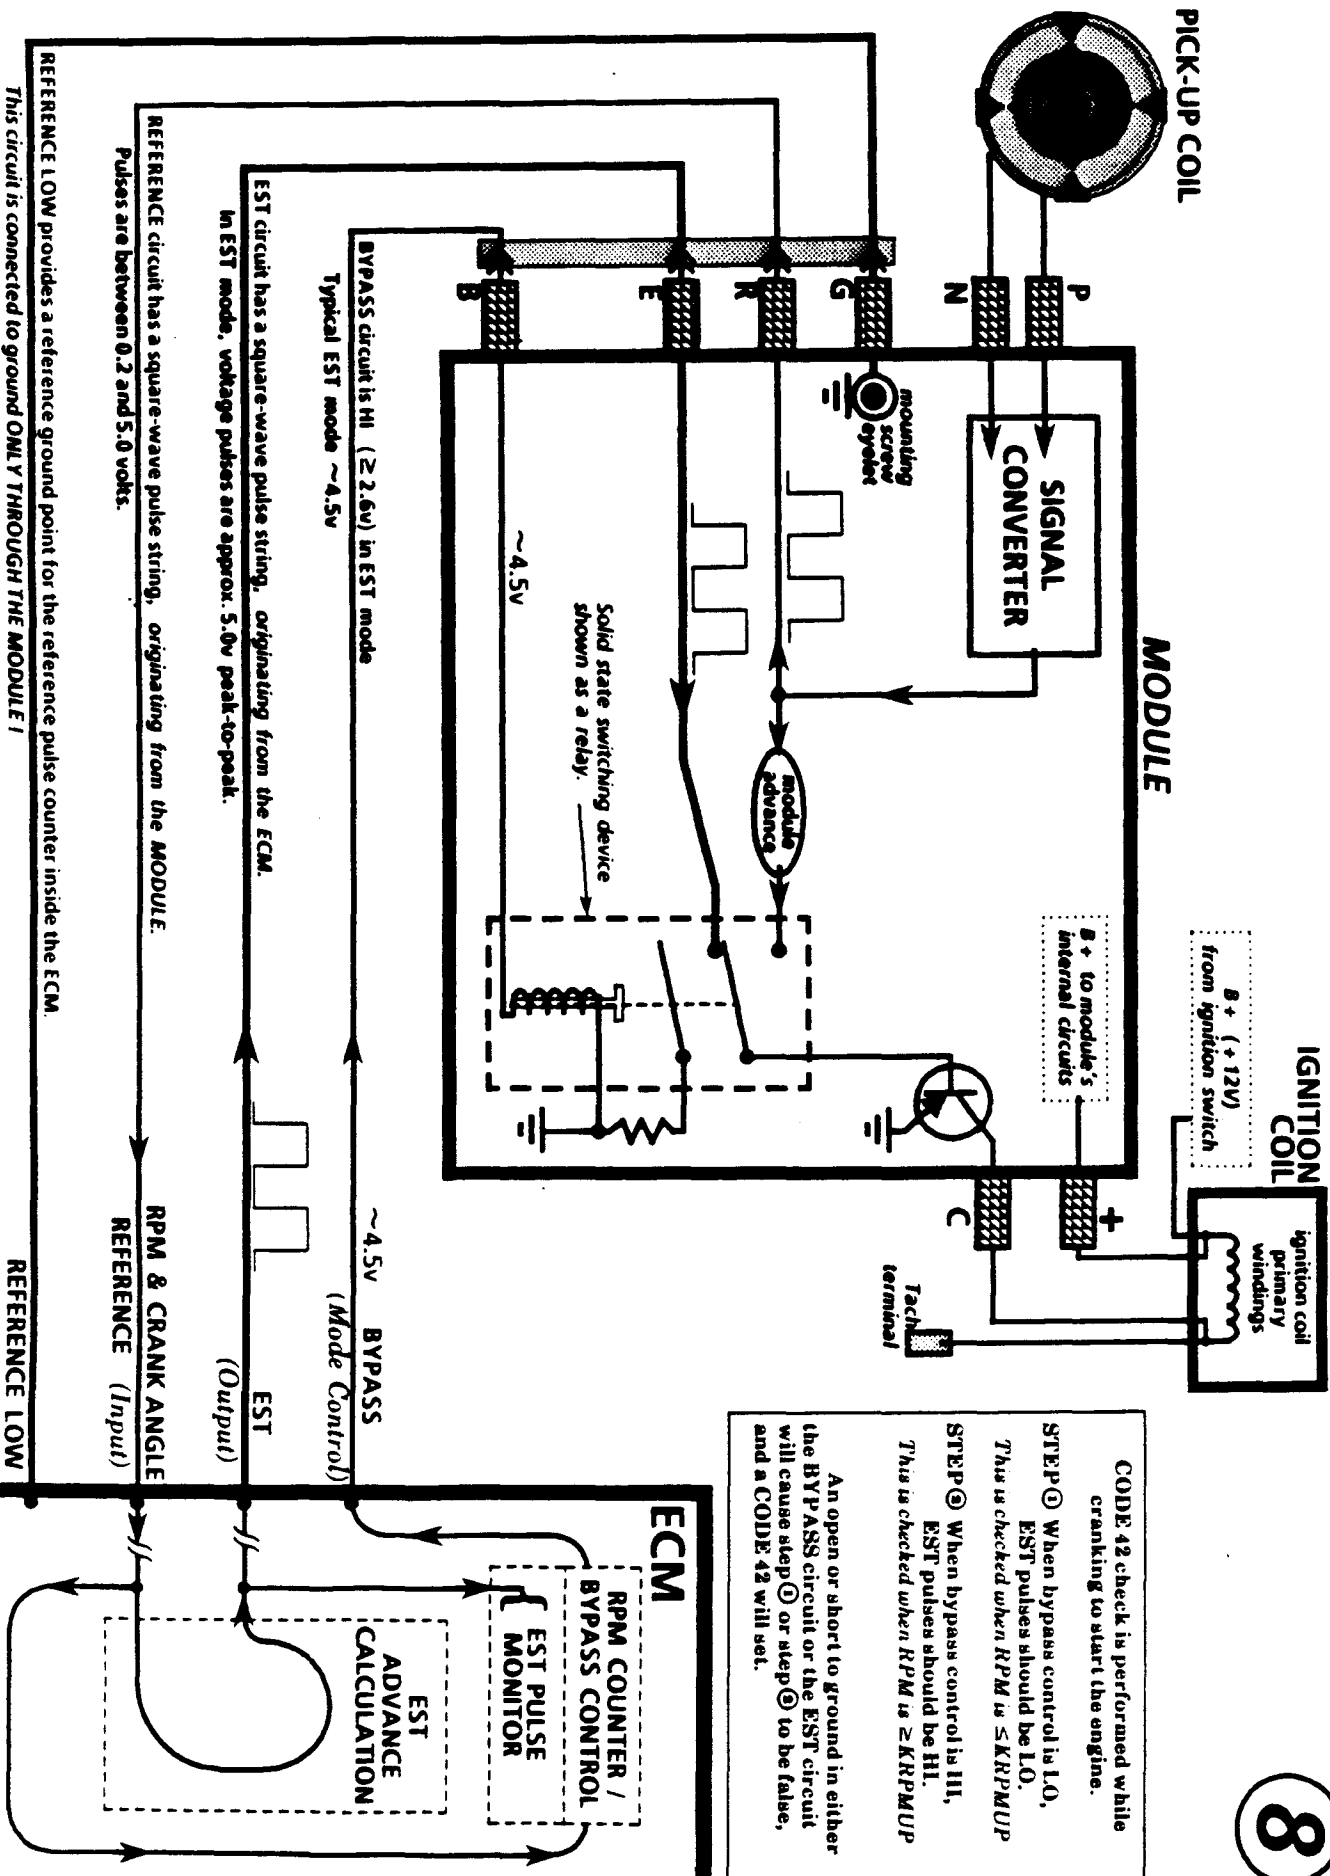 8
PICK-UP COIL
MODULE
IGNITION
COIL
ignition coil
primary
windings
B+ (+12V)
from ignition switch
B+ to module's
internal circuits
P
N
G
R
E
B
+
C
Tach
terminal
SIGNAL
CONVERTER
mounting
screw
eyelet
module
advance
Solid state switching device
shown as a relay.
~4.5v
CODE 42 check is performed while
cranking to start the engine.
STEP① When bypass control is LO,
EST pulses should be LO.
This is checked when RPM is ≤KRPMUP
STEP② When bypass control is HI,
EST pulses should be HI.
This is checked when RPM is ≥KRPMUP
An open or short to ground in either
the BYPASS circuit or the EST circuit
will cause step① or step② to be false,
and a CODE 42 will set.
BYPASS circuit is HI (≥2.6v) in EST mode
Typical EST mode ~4.5v
~4.5v BYPASS
(Mode Control)
EST circuit has a square-wave pulse string, originating from the ECM.
In EST mode, voltage pulses are approx. 5.0v peak-to-peak.
EST
(Output)
REFERENCE circuit has a square-wave pulse string, originating from the MODULE.
Pulses are between 0.2 and 5.0 volts.
RPM & CRANK ANGLE
REFERENCE (Input)
REFERENCE LOW provides a reference ground point for the reference pulse counter inside the ECM.
This circuit is connected to ground ONLY THROUGH THE MODULE !
REFERENCE LOW
ECM
RPM COUNTER /
BYPASS CONTROL
EST PULSE
MONITOR
EST
ADVANCE
CALCULATION